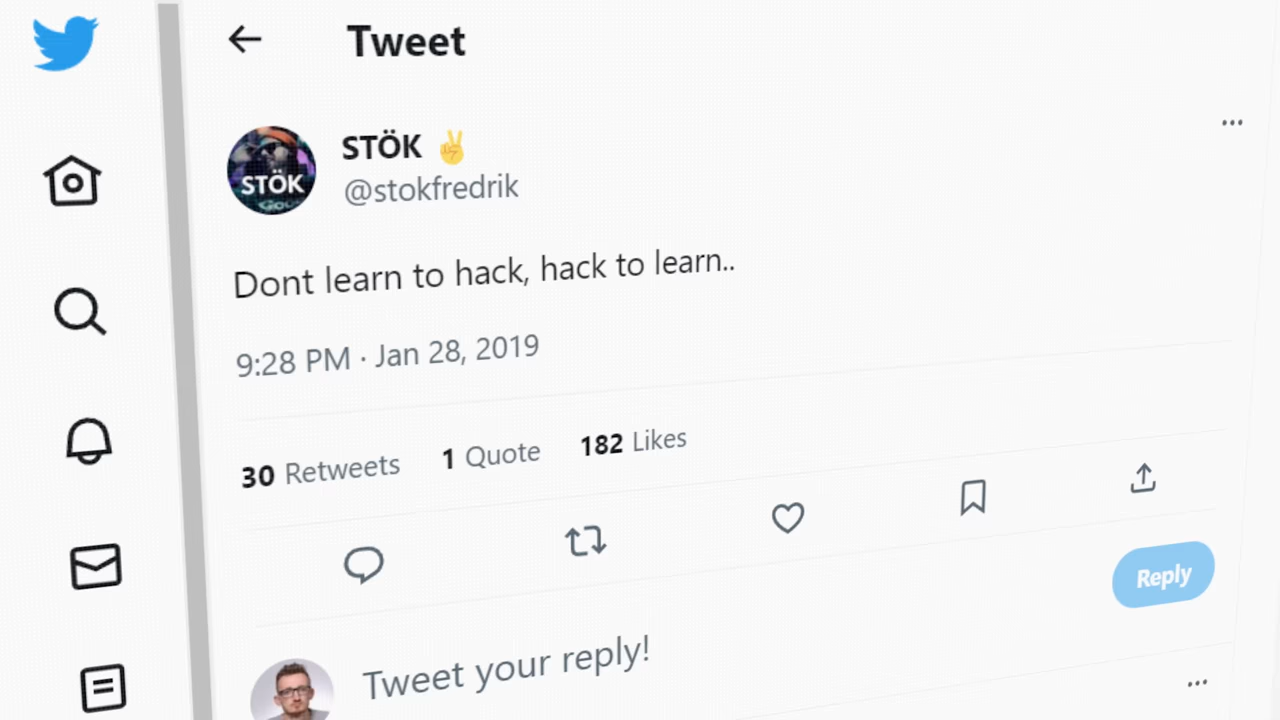 Tweet
STÖK ✌
@stokfredrik
STÖK
Dont learn to hack, hack to learn..
9:28 PM · Jan 28, 2019
30 Retweets 1 Quote 182 Likes
Reply
Tweet your reply!